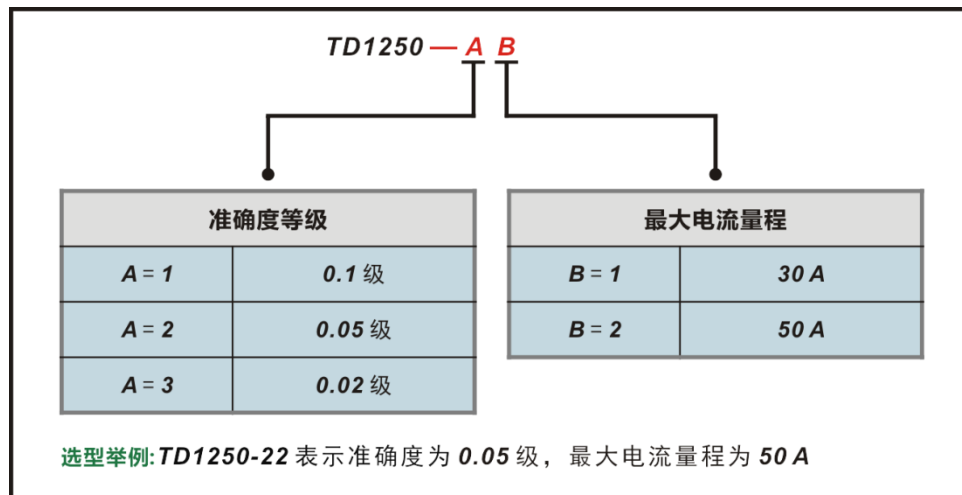 TD1250 — A B
准确度等级
A = 1 0.1 级
A = 2 0.05 级
A = 3 0.02 级
最大电流量程
B = 1 30 A
B = 2 50 A
选型举例:TD1250-22 表示准确度为 0.05 级，最大电流量程为 50 A